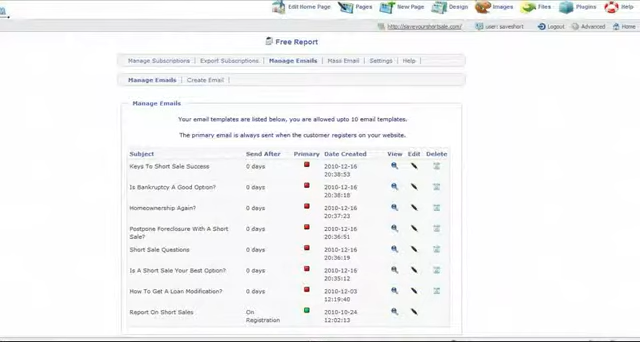 Edit Home Page Pages New Page Design Images Files Plugins Help
http://saveyourshortsale.com/ user: saveshort Logout Advanced Home
Free Report
Manage Subscriptions | Export Subscriptions | Manage Emails | Mass Email | Settings | Help |
Manage Emails | Create Email |
Manage Emails
Your email templates are listed below, you are allowed upto 10 email templates.
The primary email is always sent when the customer registers on your website.
Subject Send After Primary Date Created View Edit Delete
Keys To Short Sale Success 0 days 2010-12-16
20:38:53
Is Bankruptcy A Good Option? 0 days 2010-12-16
20:38:18
Homeownership Again? 0 days 2010-12-16
20:37:23
Postpone Foreclosure With A Short 0 days 2010-12-16
Sale? 20:36:51
Short Sale Questions 0 days 2010-12-16
20:36:19
Is A Short Sale Your Best Option? 0 days 2010-12-16
20:35:12
How To Get A Loan Modification? 0 days 2010-12-03
12:19:40
Report On Short Sales On 2010-10-24
Registration 12:02:13